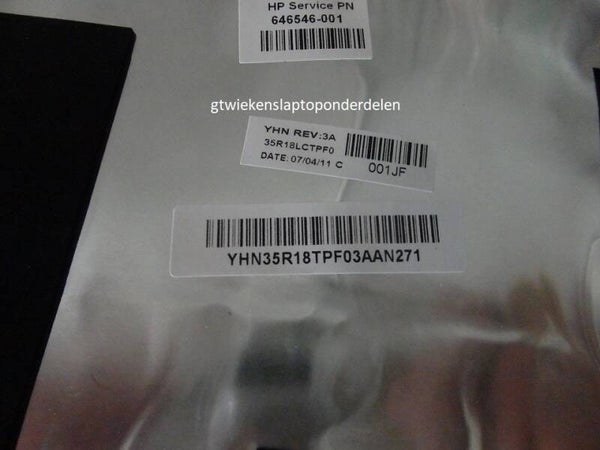 HP Service PN
646546-001
gtwiekenslaptoponderdelen
YHN REV:3A
35R18LCTPF0
DATE: 07/04/11 C
001JF
YHN35R18TPF03AAN271